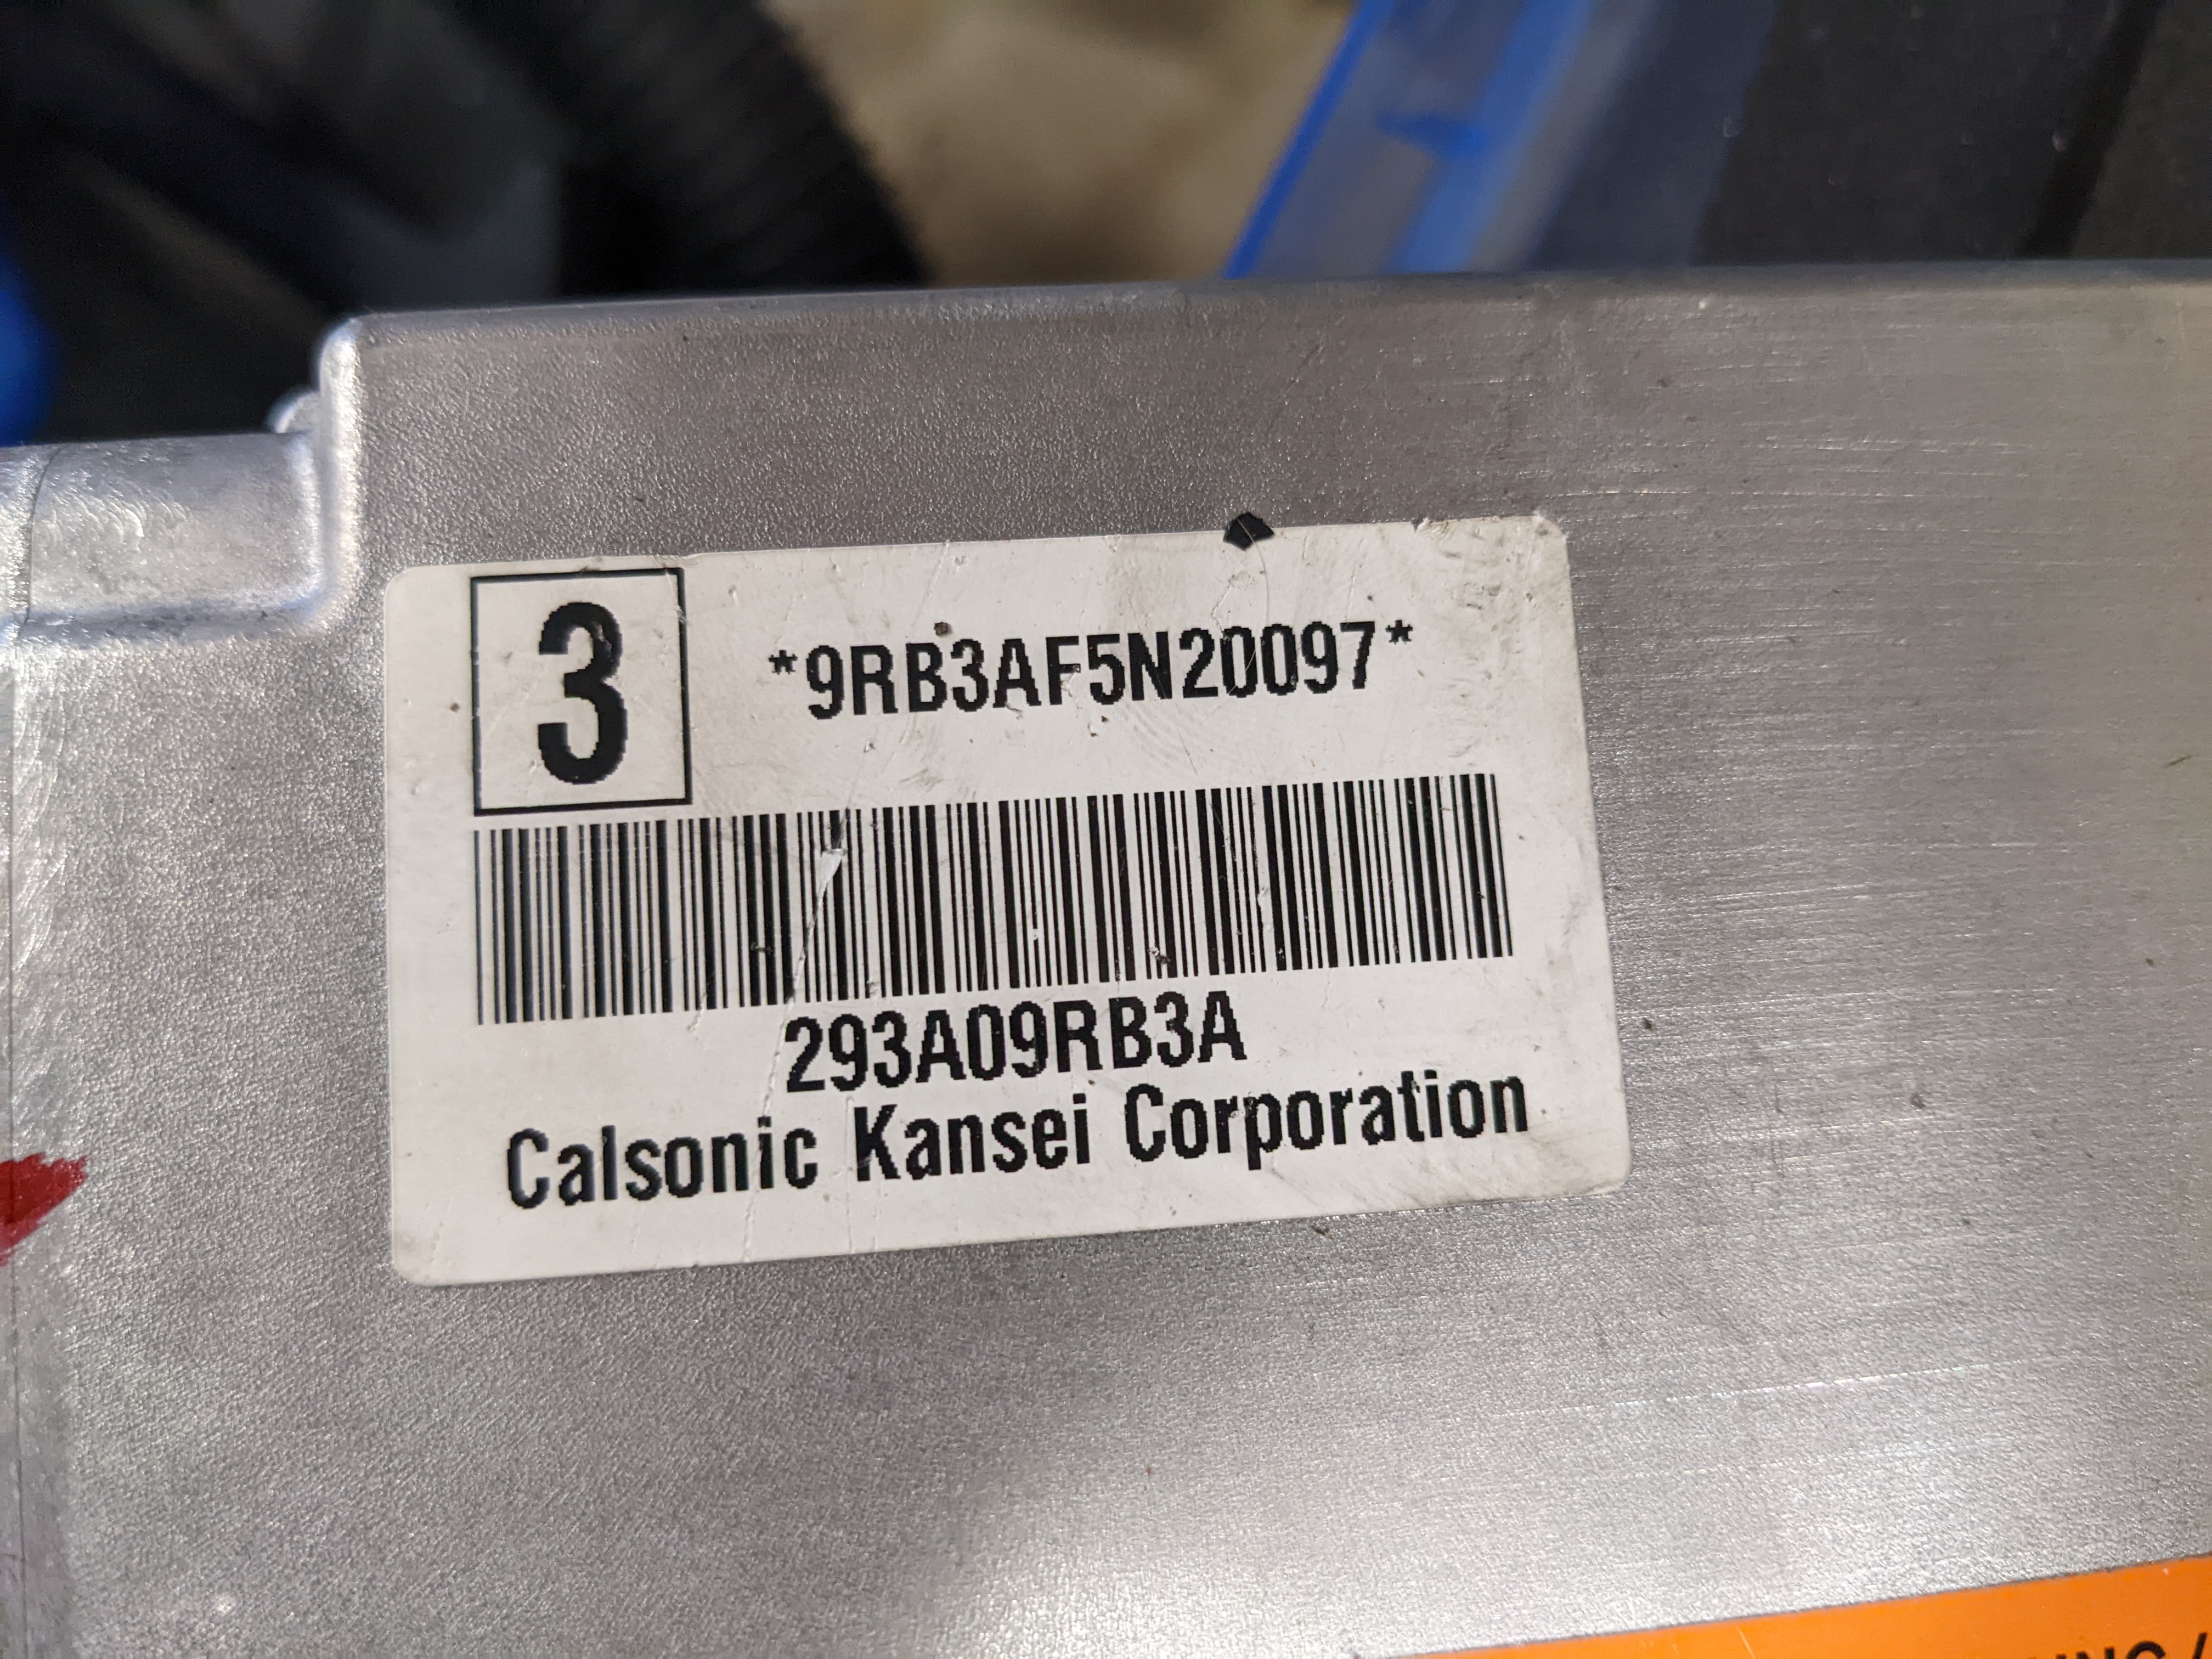 3
*9RB3AF5N20097*
293A09RB3A
Calsonic Kansei Corporation